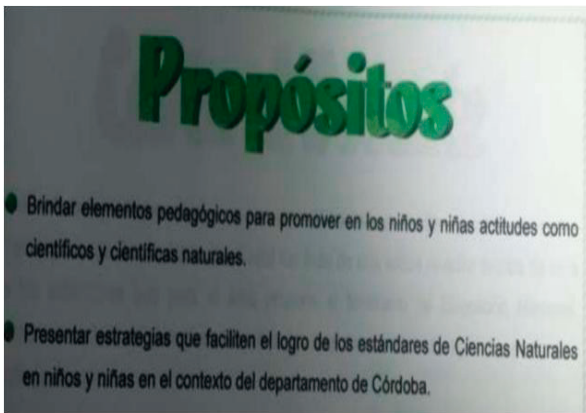 Propósitos
Brindar elementos pedagógicos para promover en los niños y niñas actitudes como
científicos y científicas naturales.
Presentar estrategias que faciliten el logro de los estándares de Ciencias Naturales
en niños y niñas en el contexto del departamento de Córdoba.